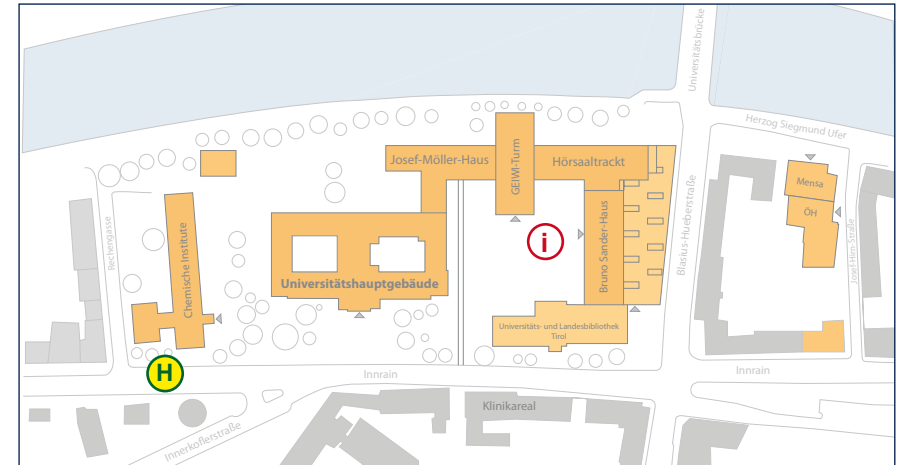 Universitätsbrücke
Herzog Siegmund Ufer
Josef-Möller-Haus
GEIWI-Turm
Hörsaaltrackt
Mensa
ÖH
Rechengasse
Chemische Institute
Universitätshauptgebäude
i
Bruno Sander-Haus
Blasius-Hueberstraße
Josef-Hirn-Straße
Universitäts- und Landesbibliothek
Tirol
H
Innrain
Innrain
Klinikareal
Innerkoflerstraße